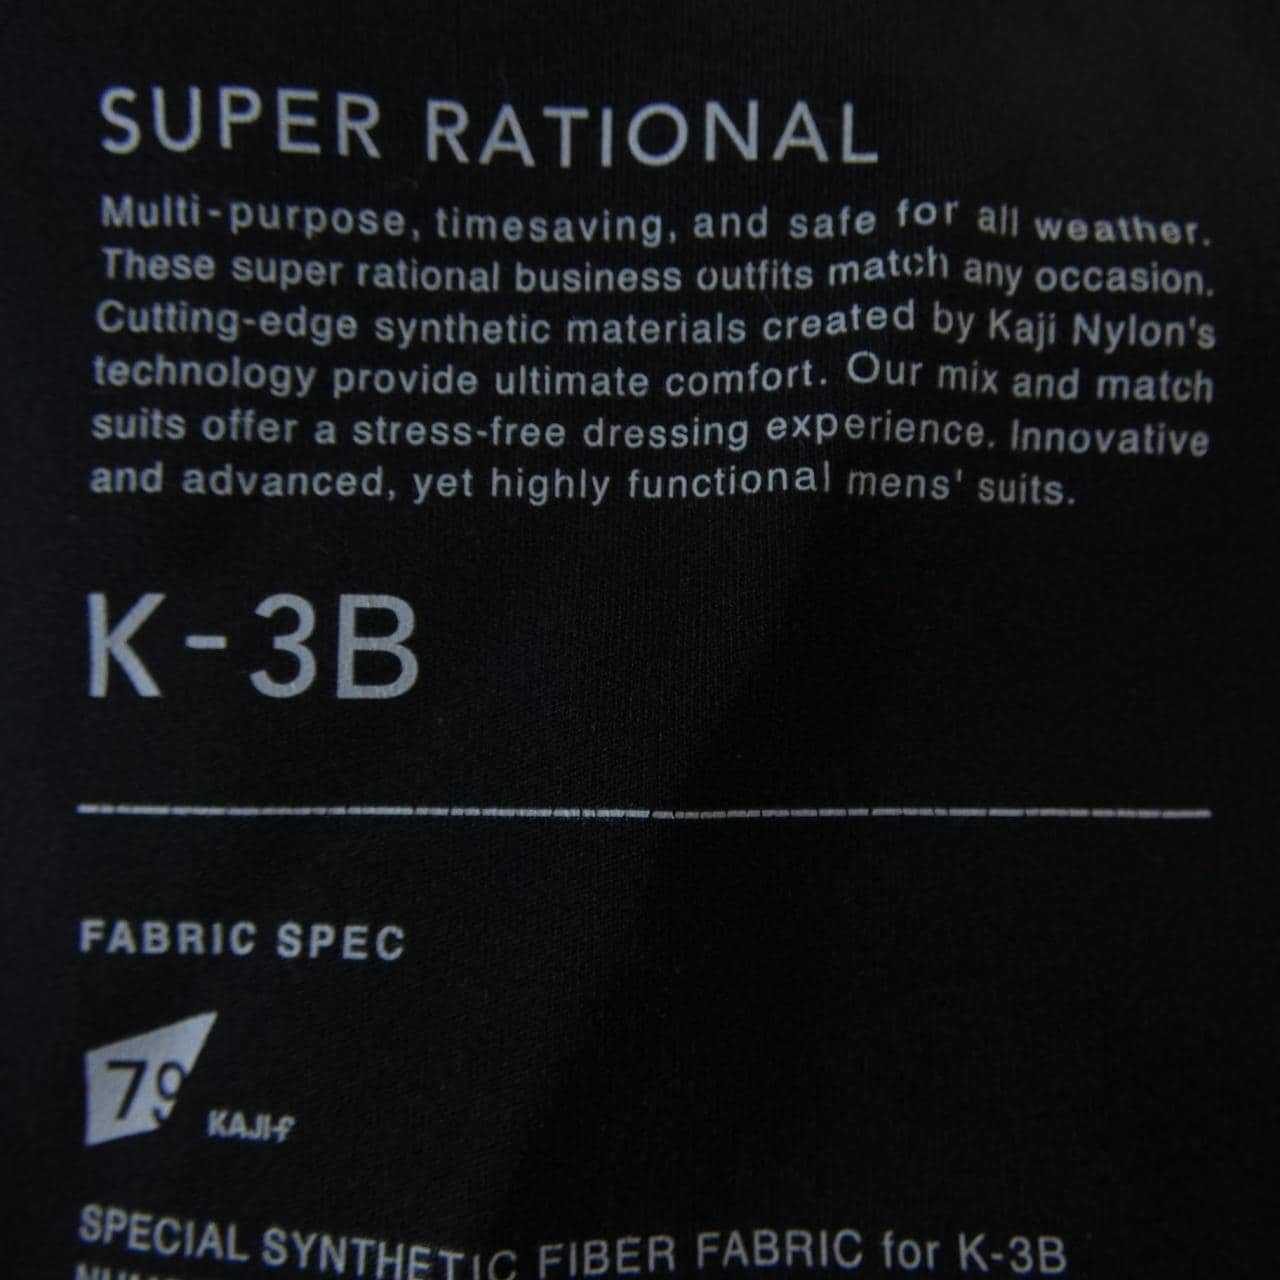 SUPER RATIONAL
Multi-purpose, timesaving, and safe for all weather.
These super rational business outfits match any occasion.
Cutting-edge synthetic materials created by Kaji Nylon's
technology provide ultimate comfort. Our mix and match
suits offer a stress-free dressing experience. Innovative
and advanced, yet highly functional mens' suits.
K-3B
FABRIC SPEC
79
KAJI-f
SPECIAL SYNTHETIC FIBER FABRIC for K-3B